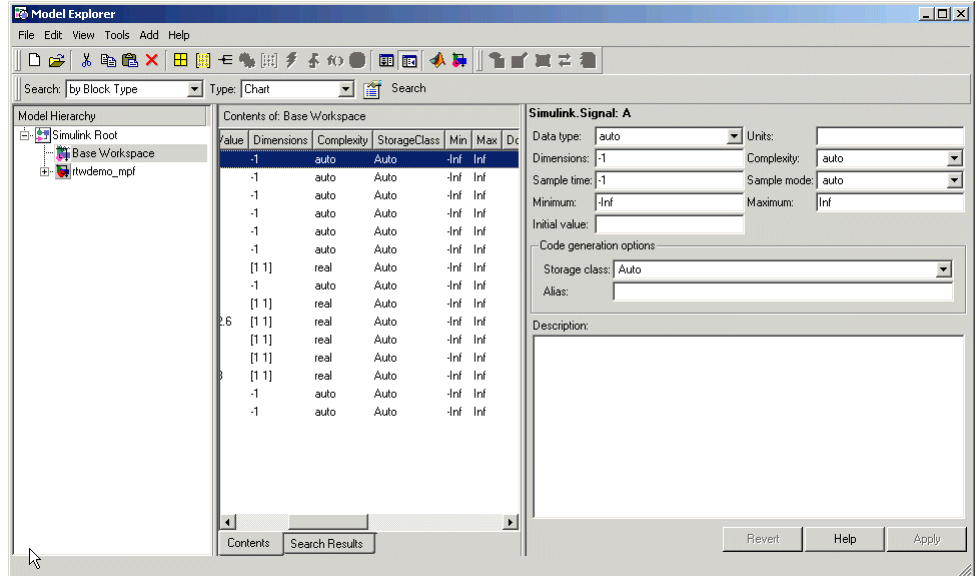 Model Explorer
File Edit View Tools Add Help
Search: by Block Type Type: Chart Search
Model Hierarchy
Simulink Root
Base Workspace
rtwdemo_mpf
Contents of: Base Workspace
Value Dimensions Complexity StorageClass Min Max Do
-1 auto Auto -Inf Inf
-1 auto Auto -Inf Inf
-1 auto Auto -Inf Inf
-1 auto Auto -Inf Inf
-1 auto Auto -Inf Inf
-1 auto Auto -Inf Inf
[1 1] real Auto -Inf Inf
-1 auto Auto -Inf Inf
[1 1] real Auto -Inf Inf
2.6 [1 1] real Auto -Inf Inf
[1 1] real Auto -Inf Inf
[1 1] real Auto -Inf Inf
3 [1 1] real Auto -Inf Inf
-1 auto Auto -Inf Inf
-1 auto Auto -Inf Inf
Contents Search Results
Simulink.Signal: A
Data type: auto Units:
Dimensions: -1 Complexity: auto
Sample time: -1 Sample mode: auto
Minimum: -Inf Maximum: Inf
Initial value:
Code generation options
Storage class: Auto
Alias:
Description:
Revert Help Apply